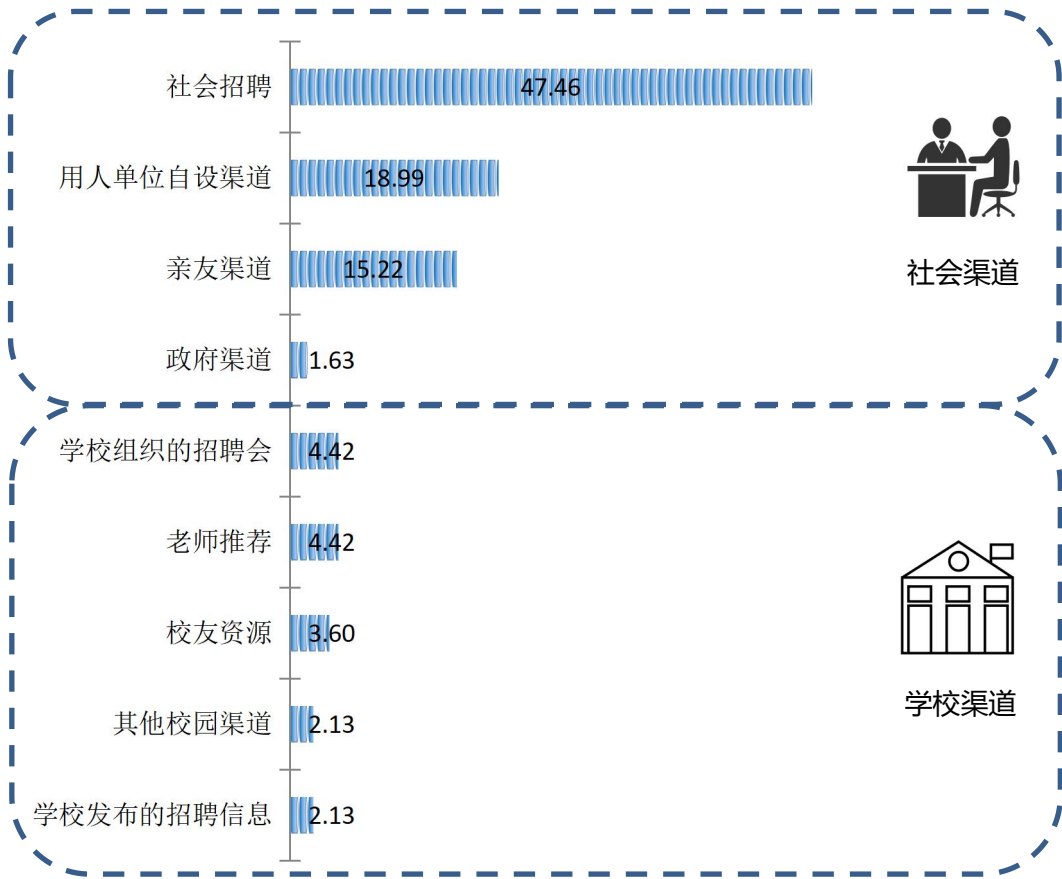 社会招聘
47.46
用人单位自设渠道
18.99
亲友渠道
15.22
社会渠道
政府渠道
1.63
学校组织的招聘会
4.42
老师推荐
4.42
校友资源
3.60
学校渠道
其他校园渠道
2.13
学校发布的招聘信息
2.13